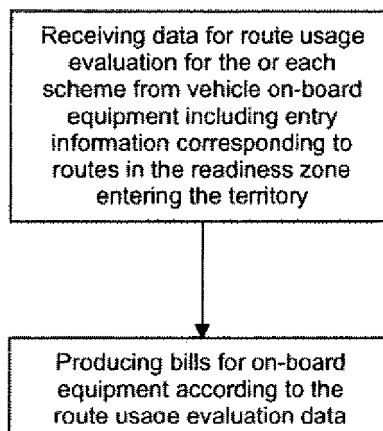 Receiving data for route usage
evaluation for the or each
scheme from vehicle on-board
equipment including entry
information corresponding to
routes in the readiness zone
entering the territory
Producing bills for on-board
equipment according to the
route usage evaluation data